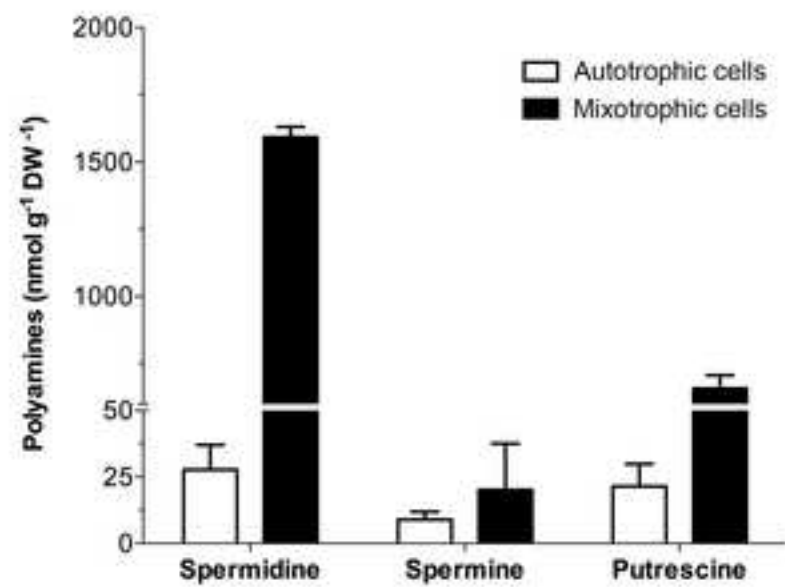 Polyamines (nmol g⁻¹ DW⁻¹)
2000
1500
1000
50
25
0
Autotrophic cells
Mixotrophic cells
Spermidine
Spermine
Putrescine